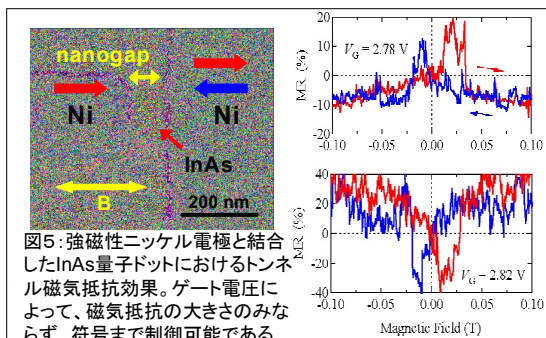 nanogap
Ni
Ni
InAs
B
200 nm
図5:強磁性ニッケル電極と結合
したInAs量子ドットにおけるトンネ
ル磁気抵抗効果。ゲート電圧に
よって、磁気抵抗の大きさのみな
らず、符号まで制御可能である
MR (%)
20
10
0
-10
20
VG = 2.78 V
-0.10
-0.05
0.00
0.05
0.10
MR (%)
40
20
0
-20
-40
VG = 2.82 V
-0.10
-0.05
0.00
0.05
0.10
Magnetic Field (T)